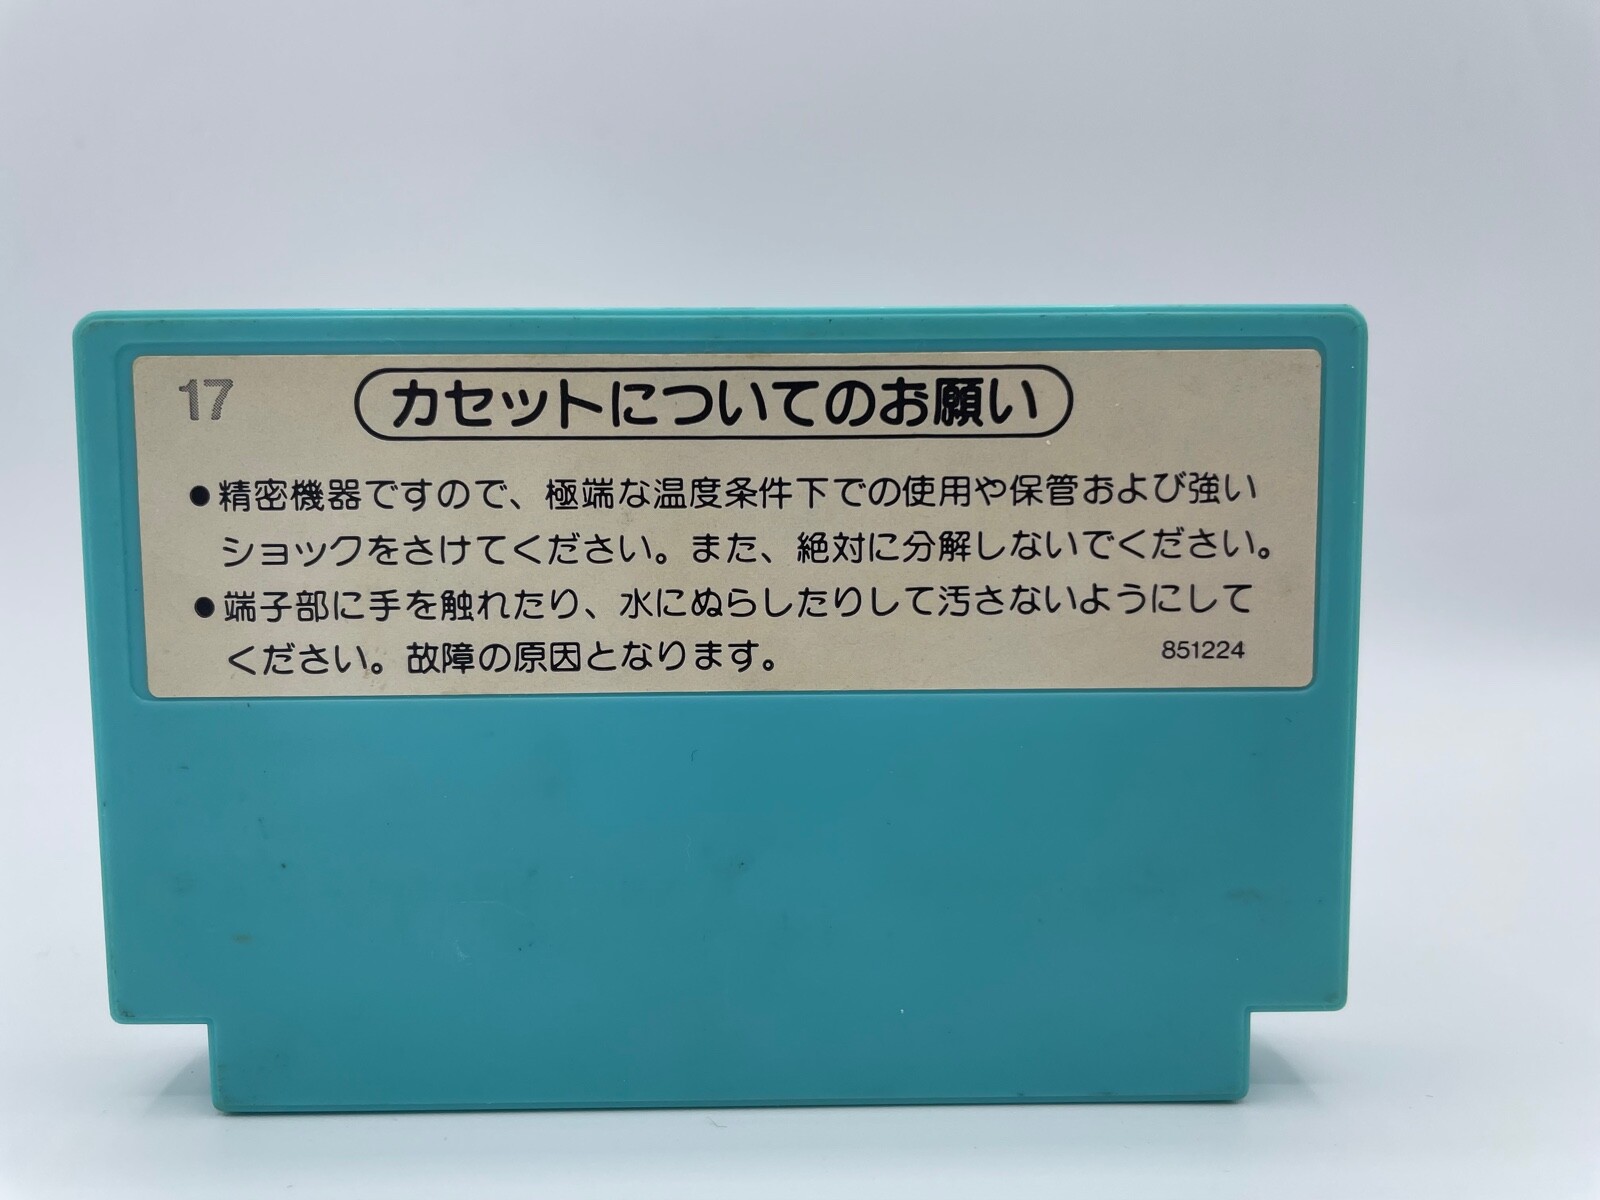 17
カセットについてのお願い
●精密機器ですので、極端な温度条件下での使用や保管および強い
ショックをさけてください。また、絶対に分解しないでください。
●端子部に手を触れたり、水にぬらしたりして汚さないようにして
ください。故障の原因となります。
851224